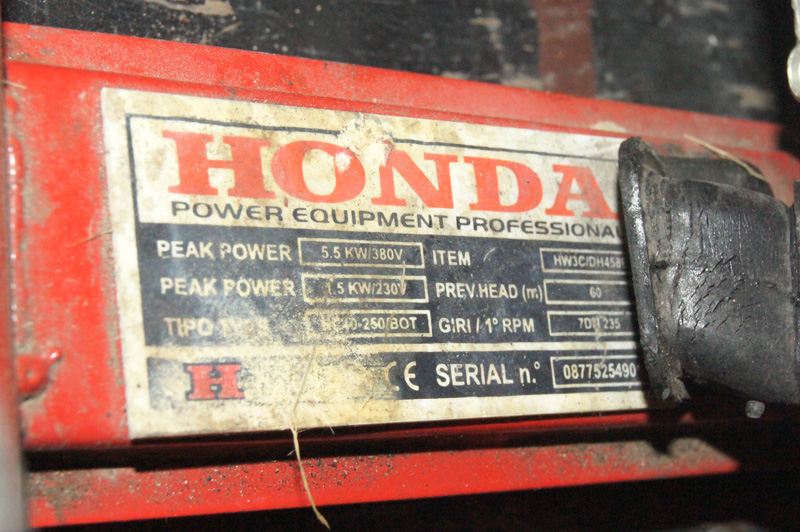 HONDA
POWER EQUIPMENT PROFESSIONAL
PEAK POWER 5.5 KW/380V ITEM
PEAK POWER 1.5 KW/230V PREV.HEAD (m) 60
TIPO GIRI / 1° RPM
H CE SERIAL n.° 0877525490